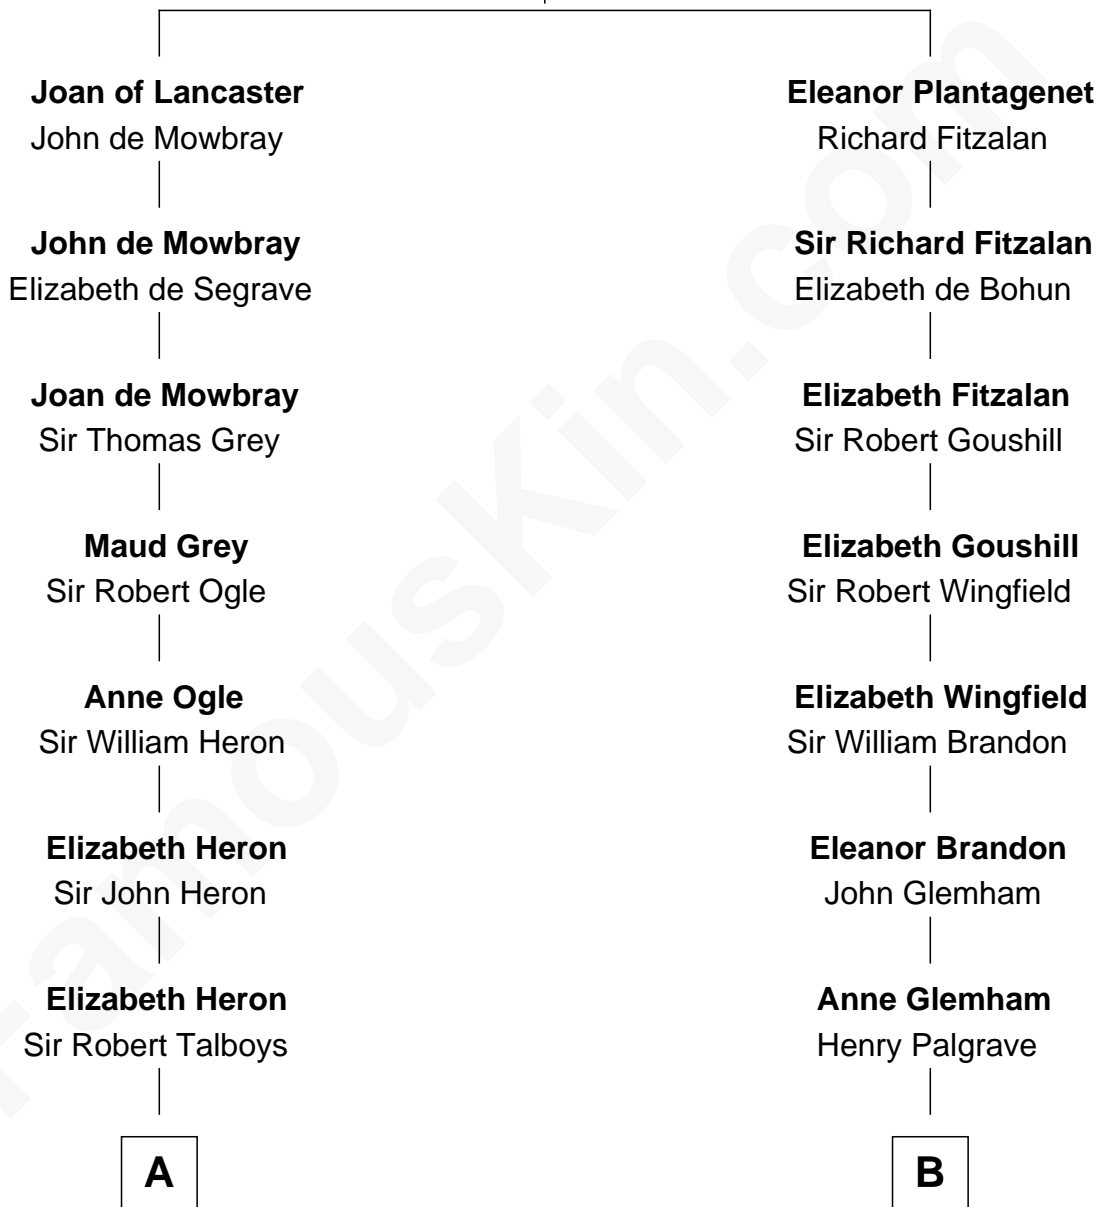 Joan of Lancaster
John de Mowbray
John de Mowbray
Elizabeth de Segrave
Joan de Mowbray
Sir Thomas Grey
Maud Grey
Sir Robert Ogle
Anne Ogle
Sir William Heron
Elizabeth Heron
Sir John Heron
Elizabeth Heron
Sir Robert Talboys
A
Eleanor Plantagenet
Richard Fitzalan
Sir Richard Fitzalan
Elizabeth de Bohun
Elizabeth Fitzalan
Sir Robert Goushill
Elizabeth Goushill
Sir Robert Wingfield
Elizabeth Wingfield
Sir William Brandon
Eleanor Brandon
John Glemham
Anne Glemham
Henry Palgrave
B
FamousKin.com